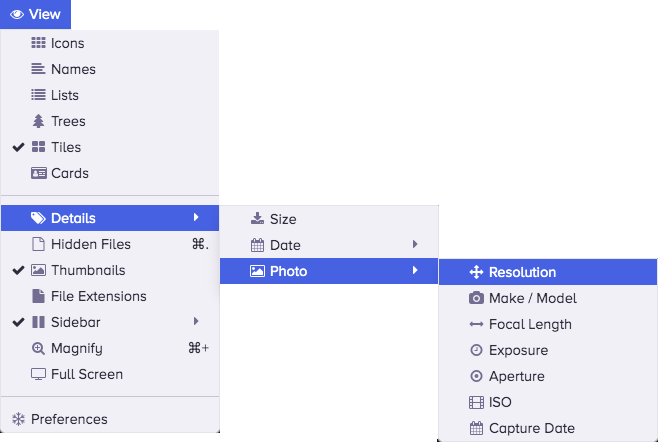 View
Icons
Names
Lists
Trees
Tiles
Cards
Details
Hidden Files ⌘.
Thumbnails
File Extensions
Sidebar
Magnify ⌘+
Full Screen
Preferences
Size
Date
Photo
Resolution
Make / Model
Focal Length
Exposure
Aperture
ISO
Capture Date